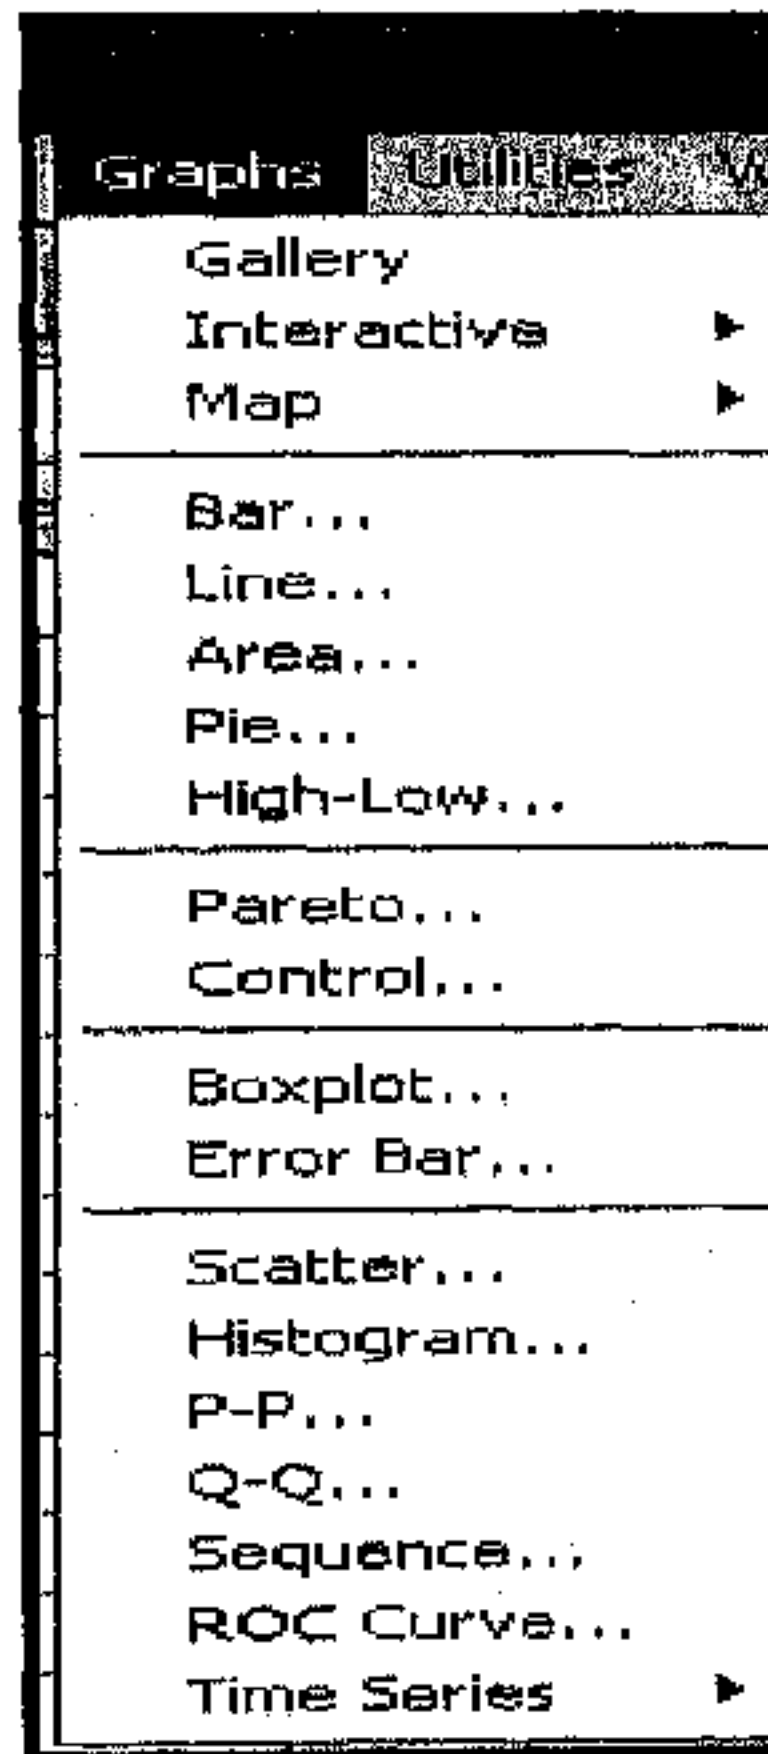 Graphs Utilities W
Gallery
Interactive
Map
Bar...
Line...
Area...
Pie...
High-Low...
Pareto...
Control...
Boxplot...
Error Bar...
Scatter...
Histogram...
P-P...
Q-Q...
Sequence...
ROC Curve...
Time Series